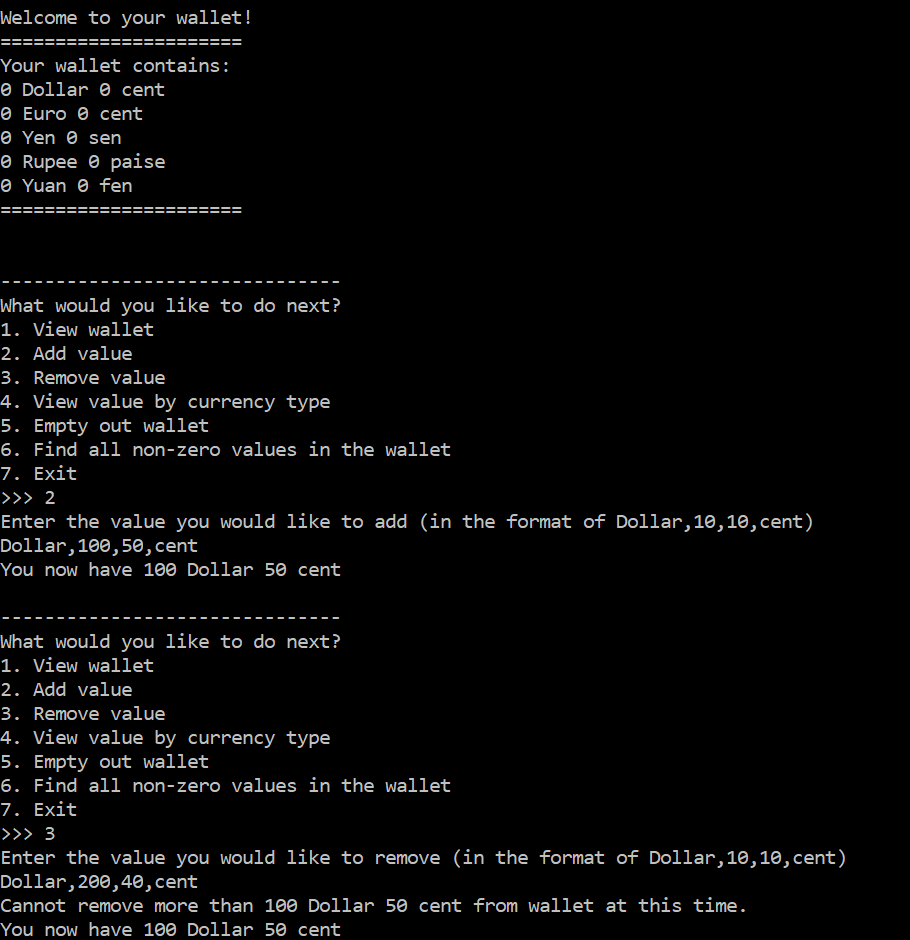 Welcome to your wallet!
======================
Your wallet contains:
0 Dollar 0 cent
0 Euro 0 cent
0 Yen 0 sen
0 Rupee 0 paise
0 Yuan 0 fen
======================
-------------------------------
What would you like to do next?
1. View wallet
2. Add value
3. Remove value
4. View value by currency type
5. Empty out wallet
6. Find all non-zero values in the wallet
7. Exit
>>> 2
Enter the value you would like to add (in the format of Dollar,10,10,cent)
Dollar,100,50,cent
You now have 100 Dollar 50 cent
-------------------------------
What would you like to do next?
1. View wallet
2. Add value
3. Remove value
4. View value by currency type
5. Empty out wallet
6. Find all non-zero values in the wallet
7. Exit
>>> 3
Enter the value you would like to remove (in the format of Dollar,10,10,cent)
Dollar,200,40,cent
Cannot remove more than 100 Dollar 50 cent from wallet at this time.
You now have 100 Dollar 50 cent